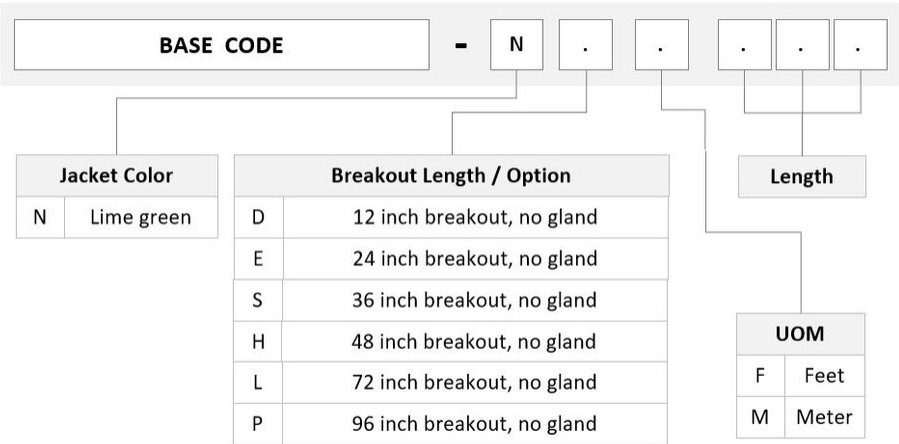 BASE CODE - N . . . . .
Jacket Color
N Lime green
Breakout Length / Option
D 12 inch breakout, no gland
E 24 inch breakout, no gland
S 36 inch breakout, no gland
H 48 inch breakout, no gland
L 72 inch breakout, no gland
P 96 inch breakout, no gland
Length
UOM
F Feet
M Meter